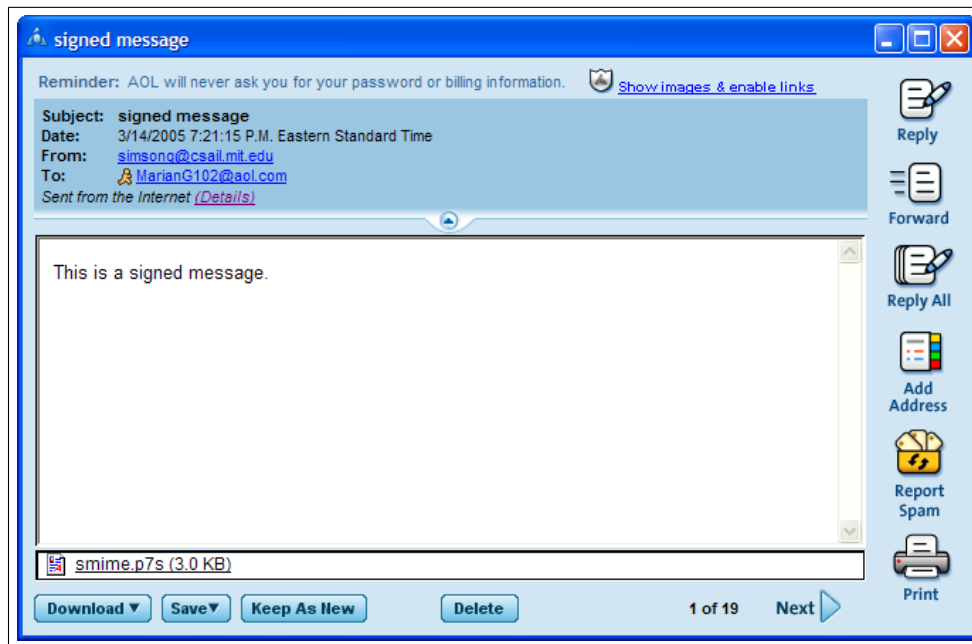 signed message
Reminder: AOL will never ask you for your password or billing information. Show images & enable links
Subject: signed message
Date: 3/14/2005 7:21:15 P.M. Eastern Standard Time
From: simsong@csail.mit.edu
To: MarianG102@aol.com
Sent from the Internet (Details)
This is a signed message.
smime.p7s (3.0 KB)
Download Save Keep As New Delete 1 of 19 Next
Reply
Forward
Reply All
Add
Address
Report
Spam
Print